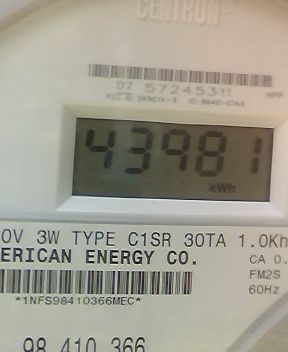 CENTRON®
07 57245311
43981
kWh
0V 3W TYPE C1SR 30TA 1.0Kh
ERICAN ENERGY CO.
CA 0.
FM2S
60Hz
*1NFS98410366MEC*
98 410 366